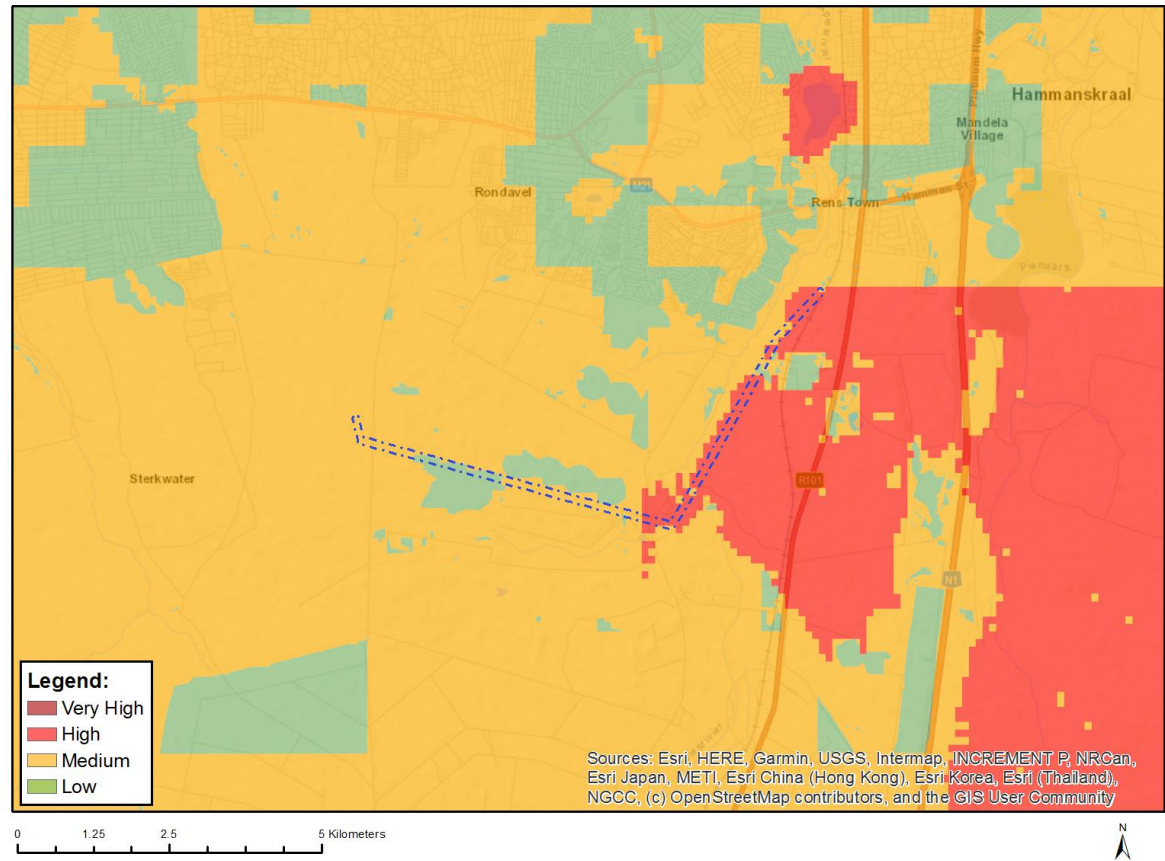 Hammanskraal
Platinum Hwy
Mandela
Village
Rondavel
M21
Rens Town
Hamman St
Pienaars
Sterkwater
R101
N1
Legend:
Very High
High
Medium
Low
Sources: Esri, HERE, Garmin, USGS, Intermap, INCREMENT P, NRCan,
Esri Japan, METI, Esri China (Hong Kong), Esri Korea, Esri (Thailand),
NGCC, (c) OpenStreetMap contributors, and the GIS User Community
0 1.25 2.5 5 Kilometers
N